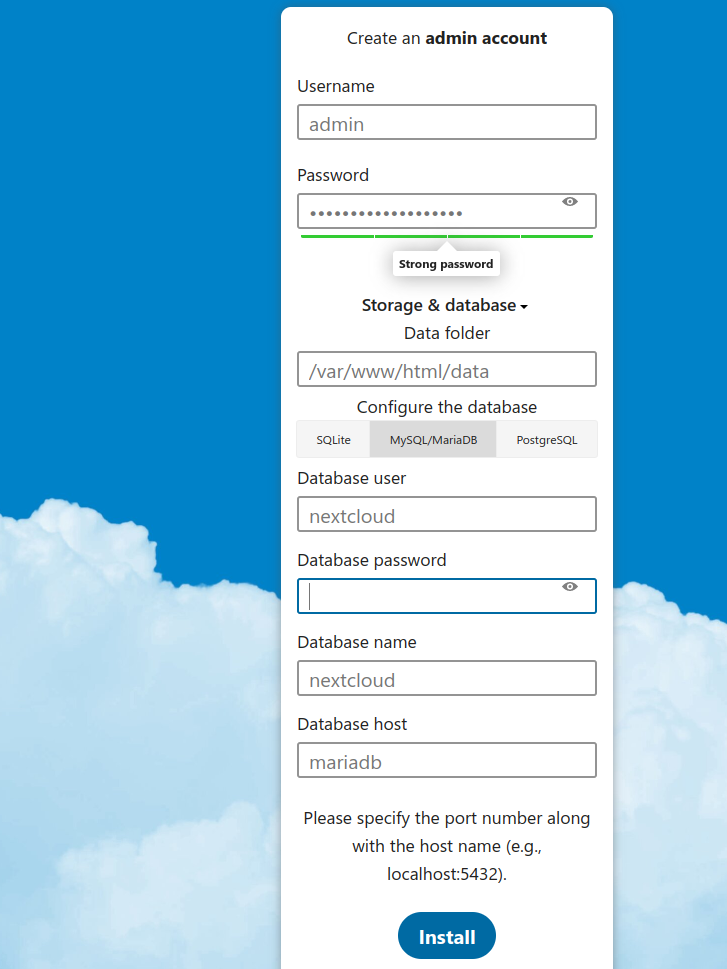 Create an admin account
Username
admin
Password
•••••••••••••••••••
Strong password
Storage & database
Data folder
/var/www/html/data
Configure the database
SQLite MySQL/MariaDB PostgreSQL
Database user
nextcloud
Database password
Database name
nextcloud
Database host
mariadb
Please specify the port number along
with the host name (e.g.,
localhost:5432).
Install